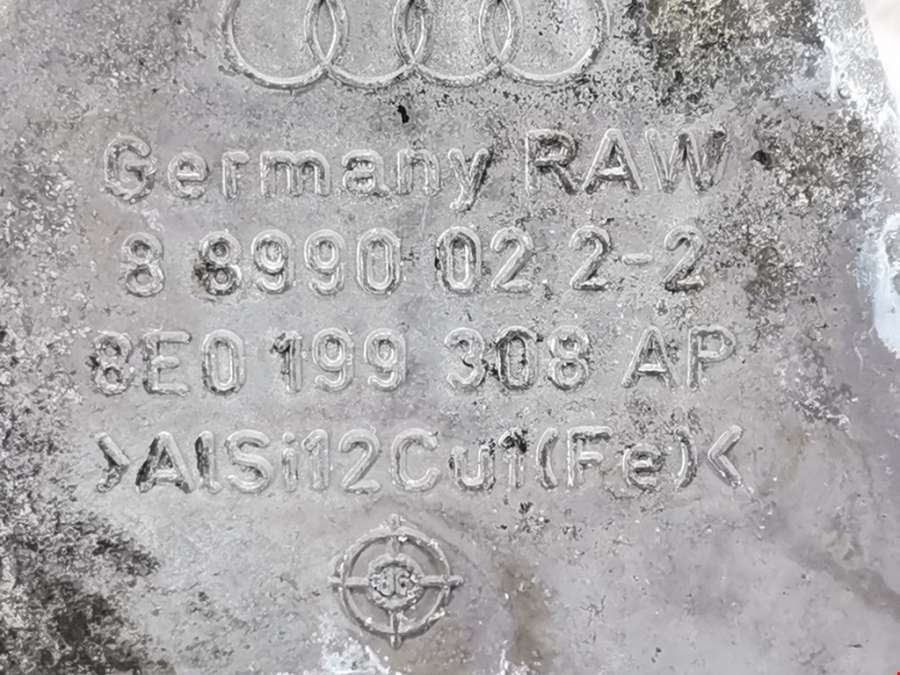 Germany RAW
8 8990 02 2-2
8E0 199 308 AP
>AlSi12Cu1(Fe)<